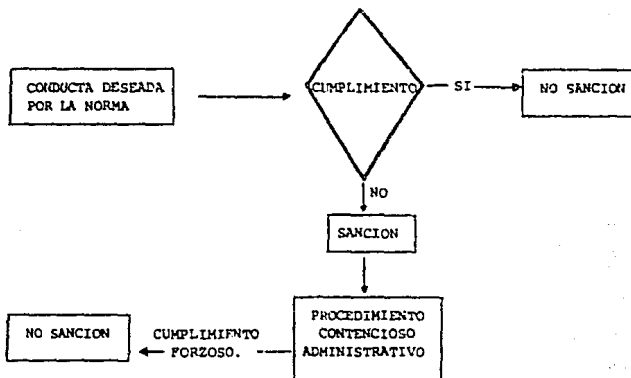 CONDUCTA DESEADA
POR LA NORMA
CUMPLIMIENTO
SI
NO SANCION
NO
SANCION
PROCEDIMIENTO
CONTENCIOSO
ADMINISTRATIVO
CUMPLIMIENTO
FORZOSO.
NO SANCION